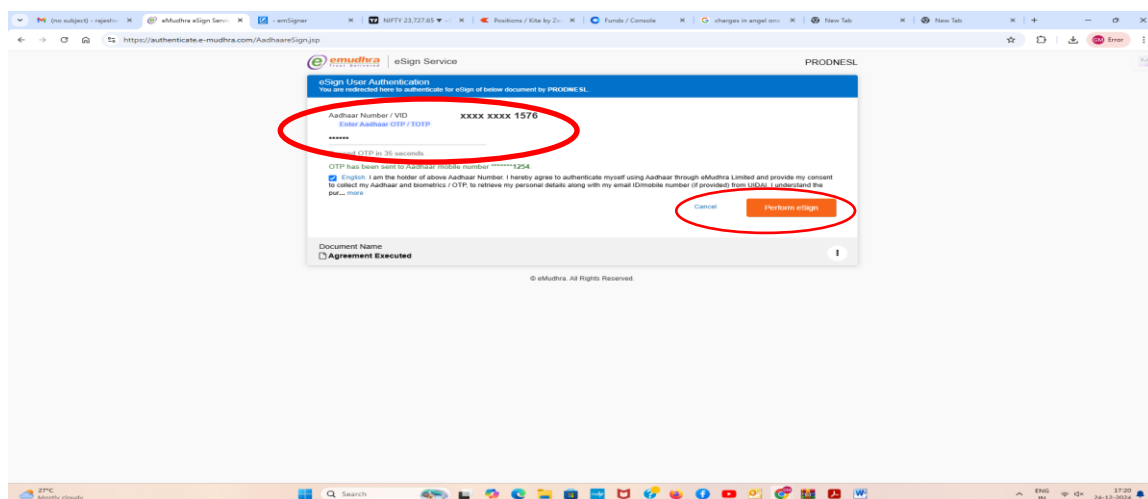 (no subject) - rajeshw
eMudhra eSign Servi
- emSigner
NIFTY 23,727.65 ▼
Positions / Kite by Ze
Funds / Console
charges in angel one
New Tab
New Tab
https://authenticate.e-mudhra.com/AadhaareSign.jsp
Error
emudhra
eSign Service
PRODNESL
Trust Delivered
eSign User Authentication
You are redirected here to authenticate for eSign of below document by PRODNESL.
Aadhaar Number / VID
xxxx xxxx 1576
Enter Aadhaar OTP / TOTP
••••••
OTP in 35 seconds
OTP has been sent to Aadhaar mobile number *******1254.
English: I am the holder of above Aadhaar Number. I hereby agree to authenticate myself using Aadhaar through eMudhra Limited and provide my consent
to collect my Aadhaar and biometrics / OTP, to retrieve my personal details along with my email ID/mobile number (if provided) from UIDAI. I understand the
pur... more
Cancel
Perform eSign
Document Name
Agreement Executed
© eMudhra. All Rights Reserved.
27°C
Mostly cloudy
Search
ENG
IN
17:20
24-12-2024